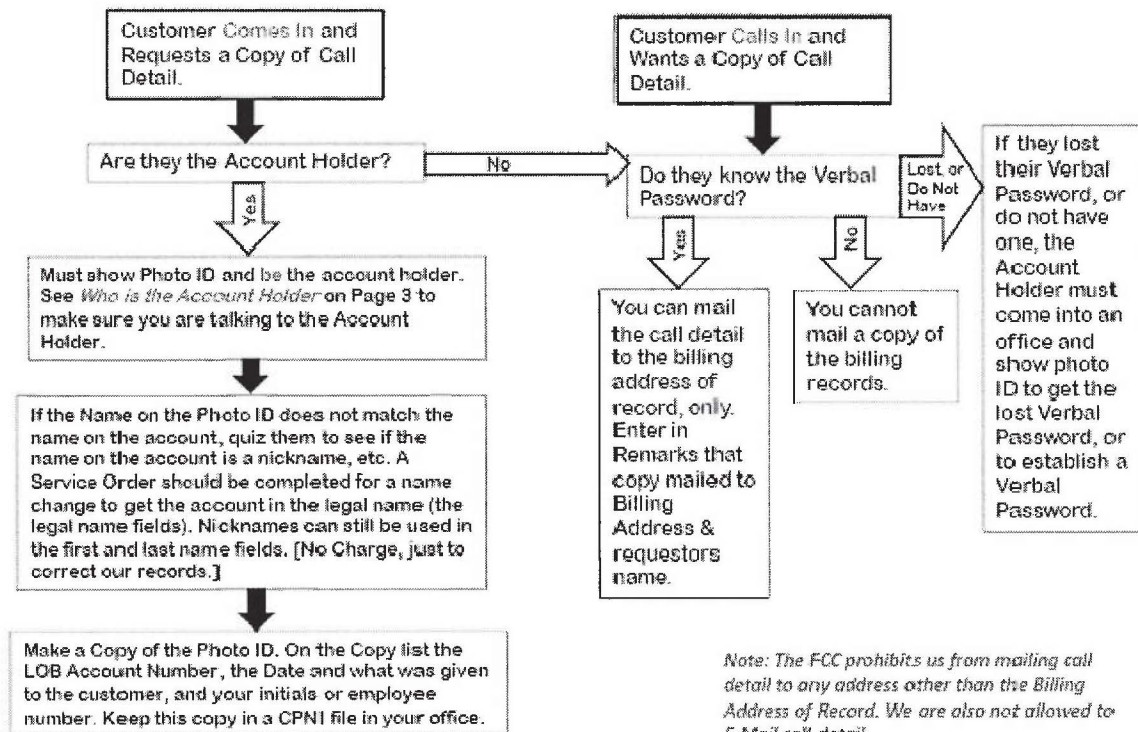 Customer Comes In and
Requests a Copy of Call
Detail.
Are they the Account Holder?
No
Yes
Must show Photo ID and be the account holder.
See Who is the Account Holder on Page 3 to
make sure you are talking to the Account
Holder.
If the Name on the Photo ID does not match the
name on the account, quiz them to see if the
name on the account is a nickname, etc. A
Service Order should be completed for a name
change to get the account in the legal name (the
legal name fields). Nicknames can still be used in
the first and last name fields. [No Charge, just to
correct our records.]
Make a Copy of the Photo ID. On the Copy list the
LOB Account Number, the Date and what was given
to the customer, and your initials or employee
number. Keep this copy in a CPNI file in your office.
Customer Calls In and
Wants a Copy of Call
Detail.
Do they know the Verbal
Password?
Lost, or
Do Not
Have
Yes
No
You can mail
the call detail
to the billing
address of
record, only.
Enter in
Remarks that
copy mailed to
Billing
Address &
requestors
name.
You cannot
mail a copy of
the billing
records.
If they lost
their Verbal
Password, or
do not have
one, the
Account
Holder must
come into an
office and
show photo
ID to get the
lost Verbal
Password, or
to establish a
Verbal
Password.
Note: The FCC prohibits us from mailing call
detail to any address other than the Billing
Address of Record. We are also not allowed to
E-Mail call detail